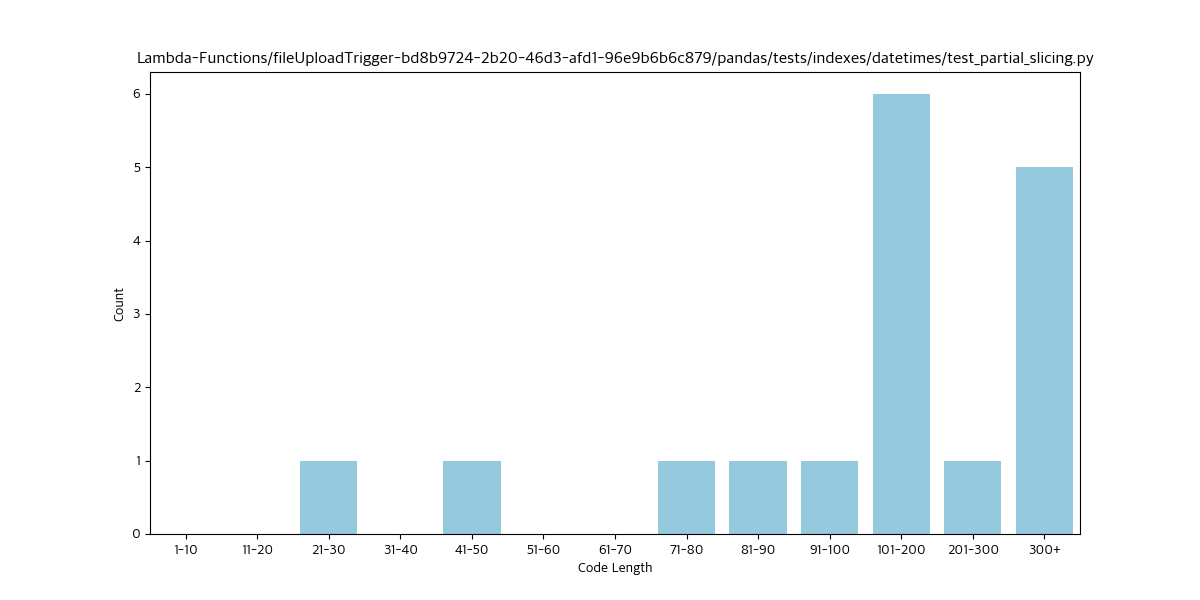 Lambda-Functions/fileUploadTrigger-bd8b9724-2b20-46d3-afd1-96e9b6b6c879/pandas/tests/indexes/datetimes/test_partial_slicing.py
6
5
4
3
2
1
0
Count
1-10 11-20 21-30 31-40 41-50 51-60 61-70 71-80 81-90 91-100 101-200 201-300 300+
Code Length